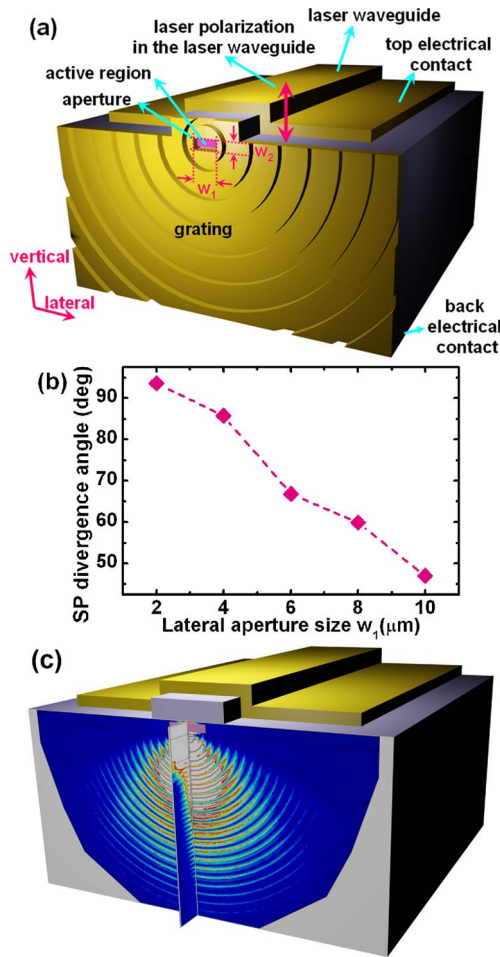 (a)
laser polarization
in the laser waveguide
laser waveguide
top electrical
contact
active region
aperture
w2
w1
grating
vertical
lateral
back
electrical
contact
(b)
SP divergence angle (deg)
90
80
70
60
50
2 4 6 8 10
Lateral aperture size w1(μm)
(c)